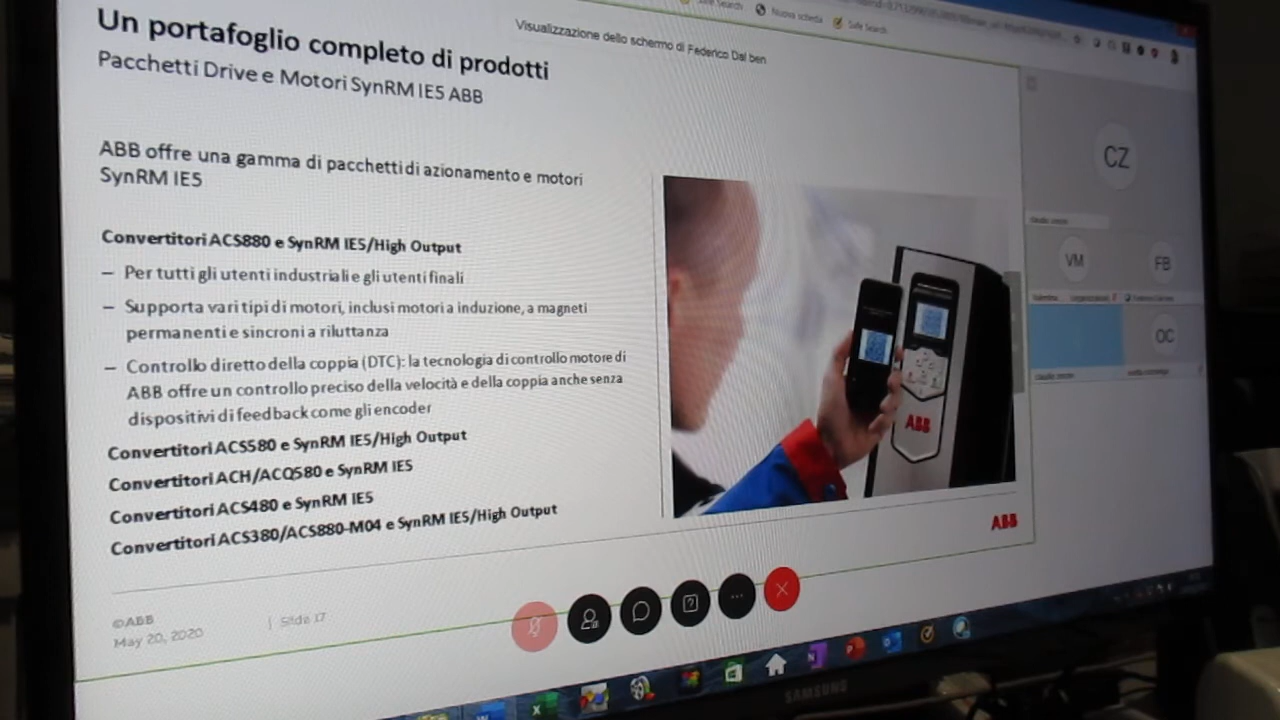 Un portafoglio completo di prodotti
Pacchetti Drive e Motori SynRM IE5 ABB
Visualizzazione dello schermo di Federico Dal ben
Nuova scheda
Safe Search
ABB offre una gamma di pacchetti di azionamento e motori
SynRM IE5
Convertitori ACS880 e SynRM IE5/High Output
– Per tutti gli utenti industriali e gli utenti finali
– Supporta vari tipi di motori, inclusi motori a induzione, a magneti
permanenti e sincroni a riluttanza
– Controllo diretto della coppia (DTC): la tecnologia di controllo motore di
ABB offre un controllo preciso della velocità e della coppia anche senza
dispositivi di feedback come gli encoder
Convertitori ACS580 e SynRM IE5/High Output
Convertitori ACH/ACQ580 e SynRM IE5
Convertitori ACS480 e SynRM IE5
Convertitori ACS380/ACS880-M04 e SynRM IE5/High Output
ABB
ABB
©ABB
May 20, 2020
Slide 17
CZ
VM
FB
OC
SAMSUNG